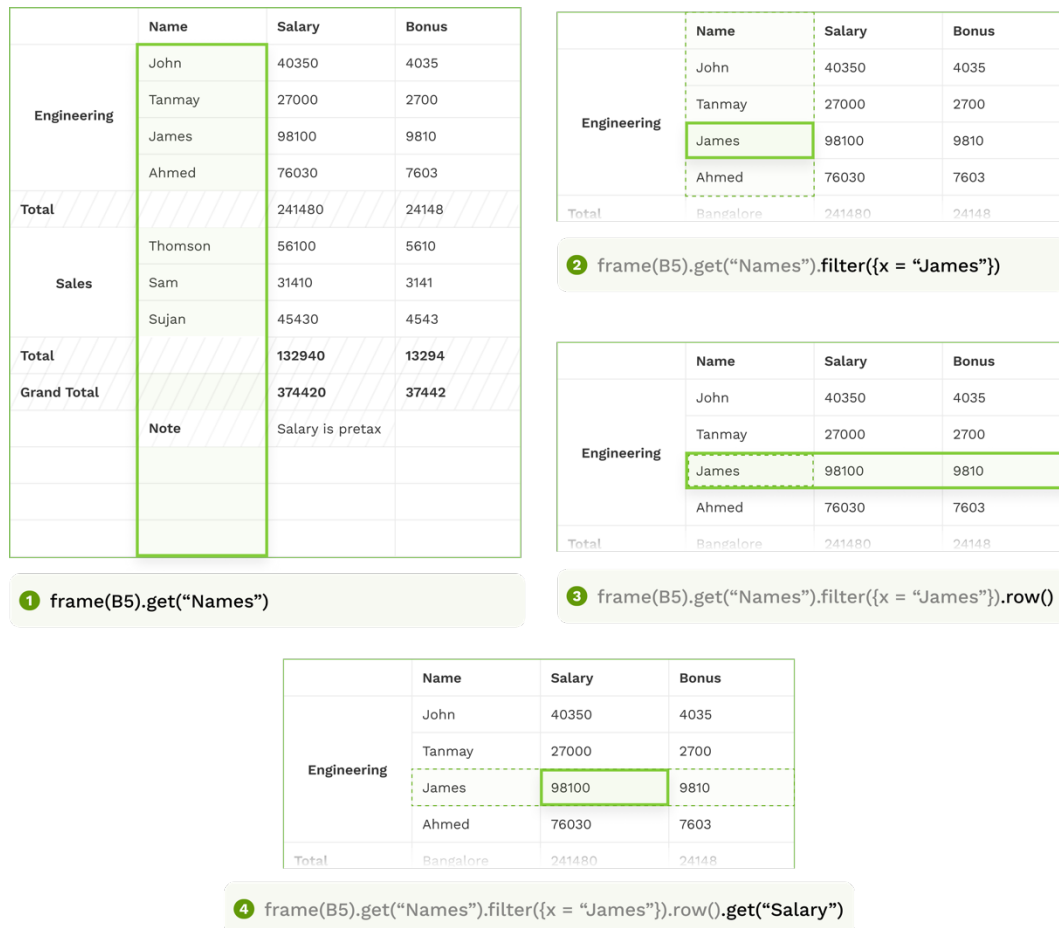 Name Salary Bonus
John 40350 4035
Tanmay 27000 2700
Engineering
James 98100 9810
Ahmed 76030 7603
Total 241480 24148
Thomson 56100 5610
Sales Sam 31410 3141
Sujan 45430 4543
Total 132940 13294
Grand Total 374420 37442
Note Salary is pretax
1 frame(B5).get(“Names”)
Name Salary Bonus
John 40350 4035
Tanmay 27000 2700
Engineering
James 98100 9810
Ahmed 76030 7603
Total Bangalore 241480 24148
2 frame(B5).get(“Names”).filter({x = “James”})
Name Salary Bonus
John 40350 4035
Tanmay 27000 2700
Engineering
James 98100 9810
Ahmed 76030 7603
Total Bangalore 241480 24148
3 frame(B5).get(“Names”).filter({x = “James”}).row()
Name Salary Bonus
John 40350 4035
Tanmay 27000 2700
Engineering
James 98100 9810
Ahmed 76030 7603
Total Bangalore 241480 24148
4 frame(B5).get(“Names”).filter({x = “James”}).row().get(“Salary”)